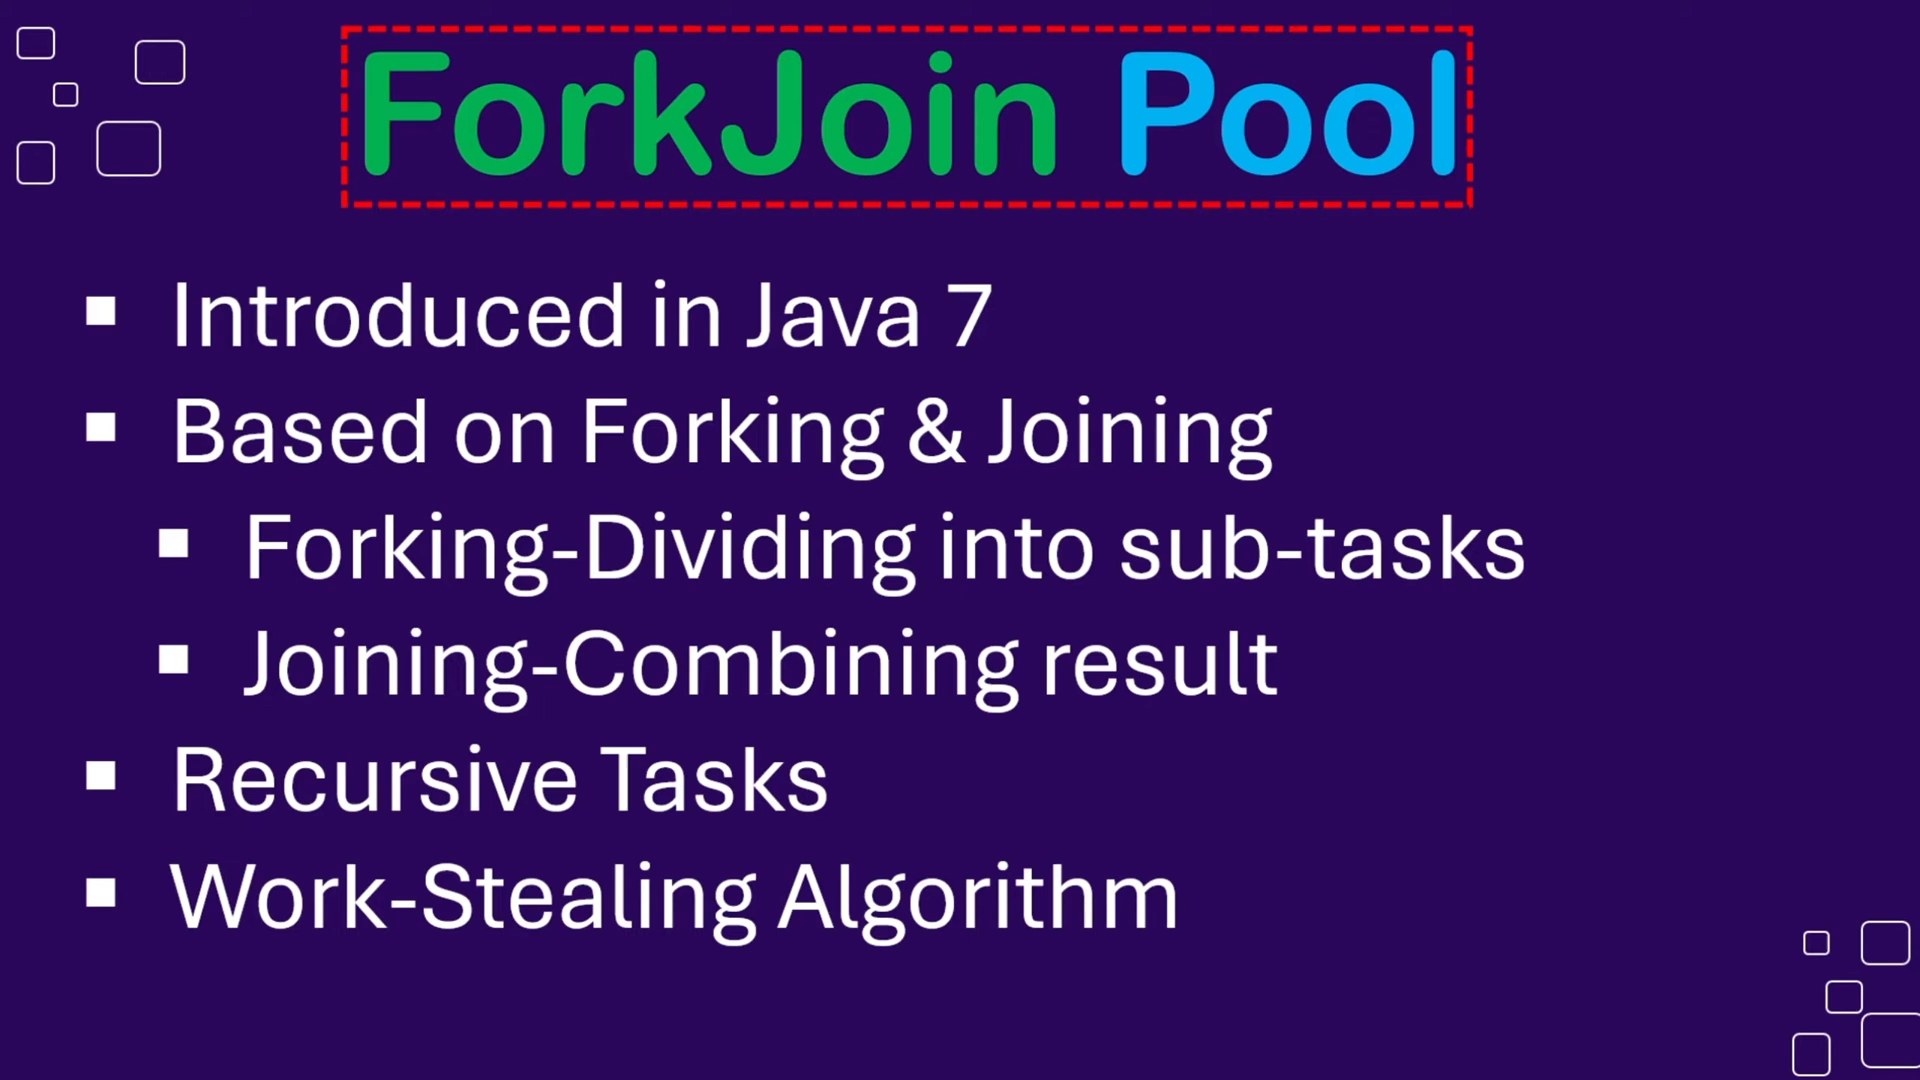 ForkJoin Pool
Introduced in Java 7
Based on Forking & Joining
Forking-Dividing into sub-tasks
Joining-Combining result
Recursive Tasks
Work-Stealing Algorithm